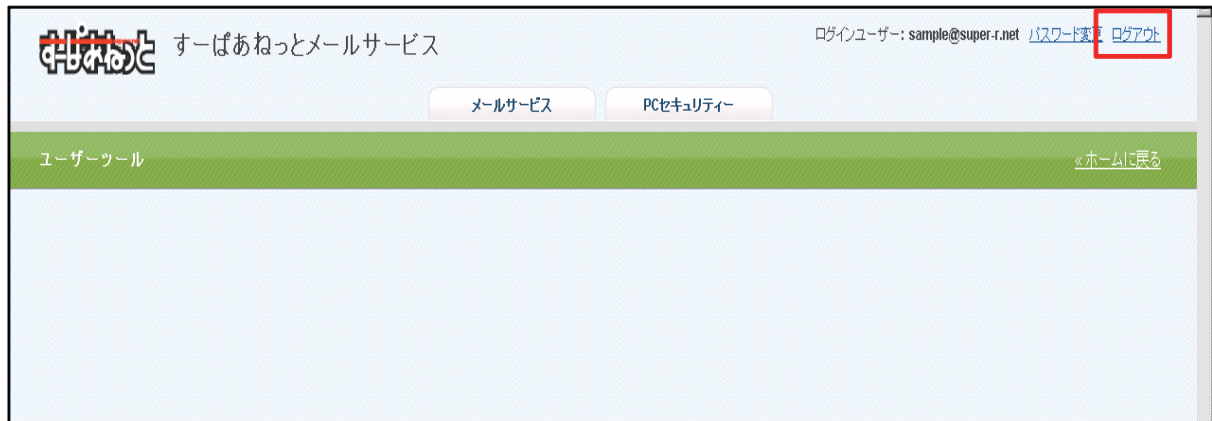 すーぱあねっと すーぱあねっとメールサービス
ログインユーザー: sample@super-r.net パスワード変更 ログアウト
メールサービス PCセキュリティー
ユーザーツール «ホームに戻る